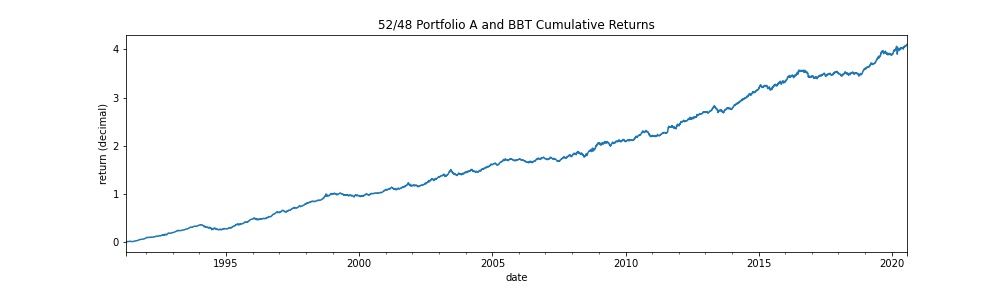 52/48 Portfolio A and BBT Cumulative Returns
return (decimal)
4
3
2
1
0
1995 2000 2005 2010 2015 2020
date